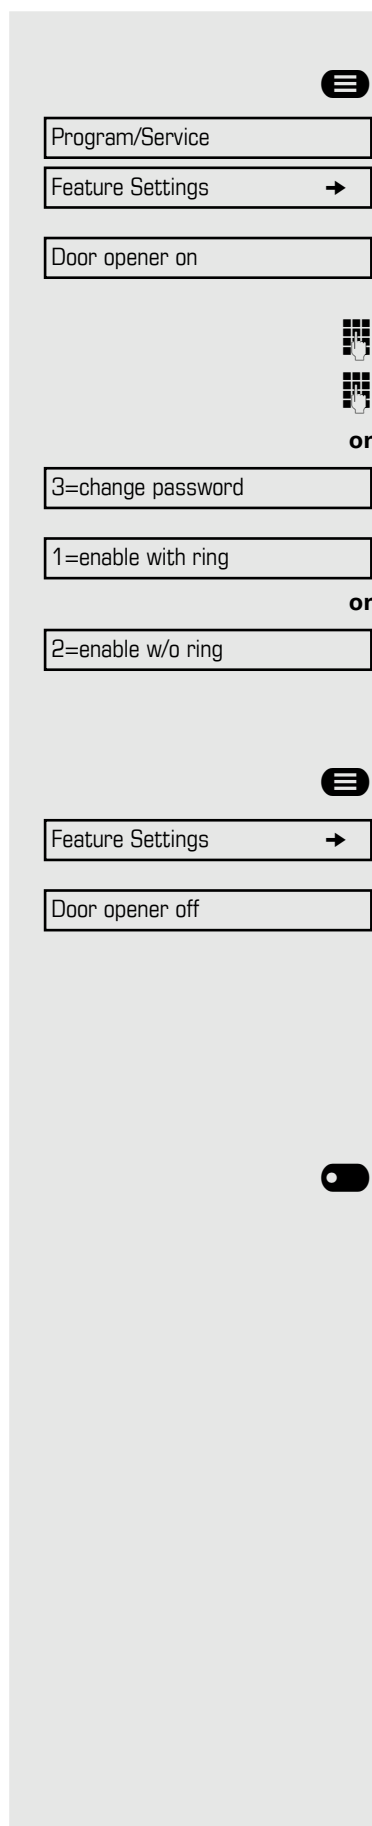 Program/Service
Feature Settings →
Door opener on
or
3=change password
1=enable with ring
or
2=enable w/o ring
Feature Settings →
Door opener off